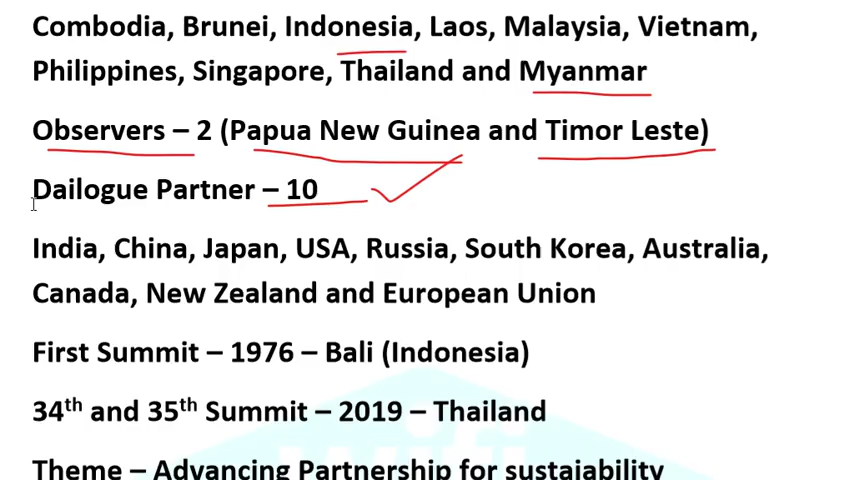 Combodia, Brunei, Indonesia, Laos, Malaysia, Vietnam,
Philippines, Singapore, Thailand and Myanmar
Observers – 2 (Papua New Guinea and Timor Leste)
Dailogue Partner – 10
India, China, Japan, USA, Russia, South Korea, Australia,
Canada, New Zealand and European Union
First Summit – 1976 – Bali (Indonesia)
34th and 35th Summit – 2019 – Thailand
Theme – Advancing Partnership for sustaiability